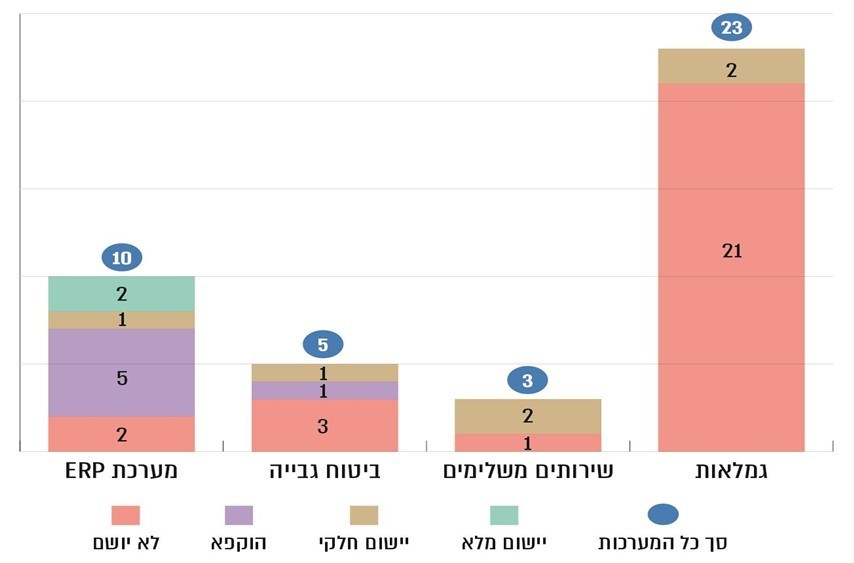 23
2
21
10
2
1
5
2
5
1
1
3
3
2
1
גמלאות
שירותים משלימים
ביטוח גבייה
מערכת ERP
סך כל המערכות
יישום מלא
יישום חלקי
הוקפא
לא יושם